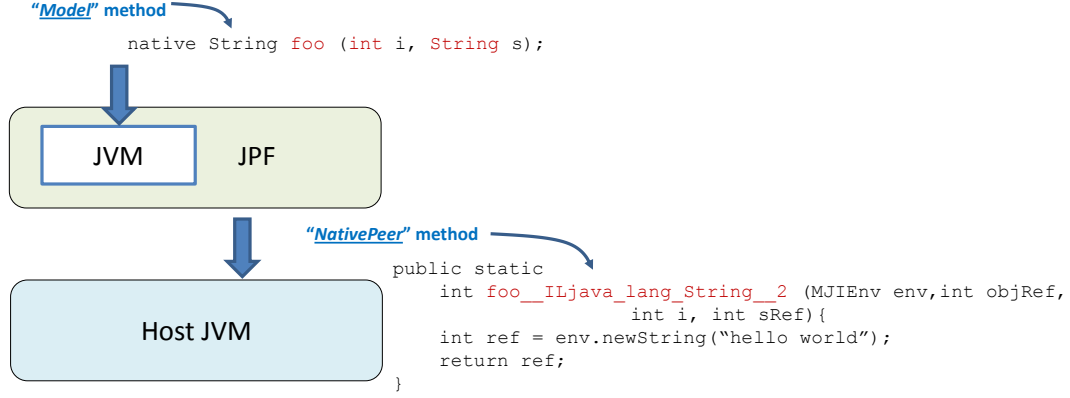 “Model” method
native String foo (int i, String s);
JVM
JPF
“NativePeer” method
public static
int foo__ILjava_lang_String__2 (MJIEnv env,int objRef,
int i, int sRef){
int ref = env.newString(“hello world”);
return ref;
}
Host JVM